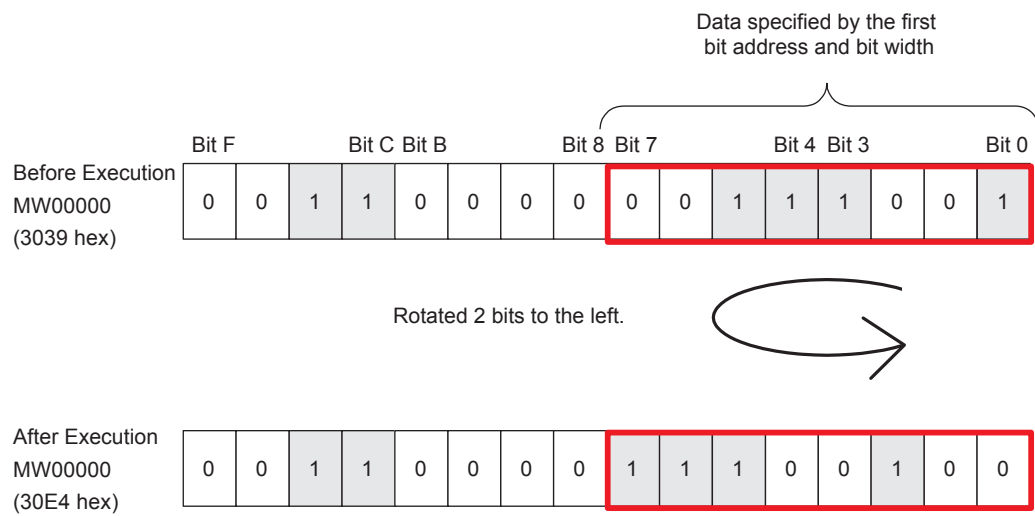 Data specified by the first
bit address and bit width
Bit F Bit C Bit B Bit 8 Bit 7 Bit 4 Bit 3 Bit 0
Before Execution
MW00000
(3039 hex)
0 0 1 1 0 0 0 0 0 0 1 1 1 0 0 1
Rotated 2 bits to the left.
After Execution
MW00000
(30E4 hex)
0 0 1 1 0 0 0 0 1 1 1 0 0 1 0 0